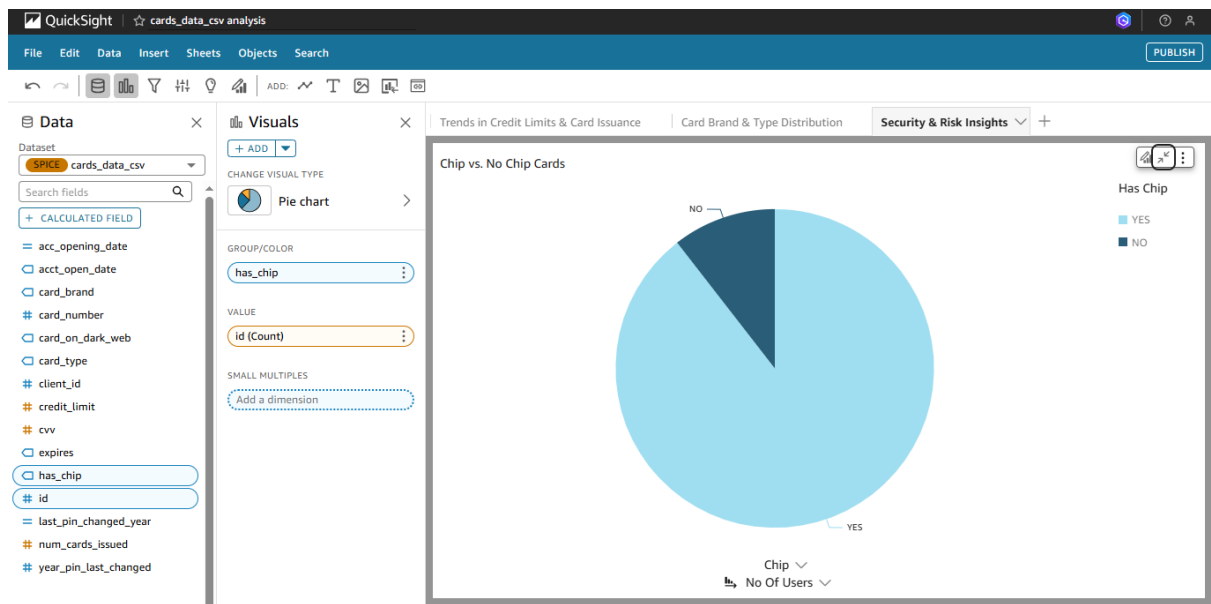 QuickSight
cards_data_csv analysis
File Edit Data Insert Sheets Objects Search
PUBLISH
ADD:
Data
Dataset
SPICE cards_data_csv
Search fields
+ CALCULATED FIELD
acc_opening_date
acct_open_date
card_brand
# card_number
card_on_dark_web
card_type
# client_id
# credit_limit
# cvv
expires
has_chip
# id
last_pin_changed_year
# num_cards_issued
# year_pin_last_changed
Visuals
+ ADD
CHANGE VISUAL TYPE
Pie chart
GROUP/COLOR
has_chip
VALUE
id (Count)
SMALL MULTIPLES
Add a dimension
Trends in Credit Limits & Card Issuance
Card Brand & Type Distribution
Security & Risk Insights
Chip vs. No Chip Cards
NO
YES
Chip
No Of Users
Has Chip
YES
NO